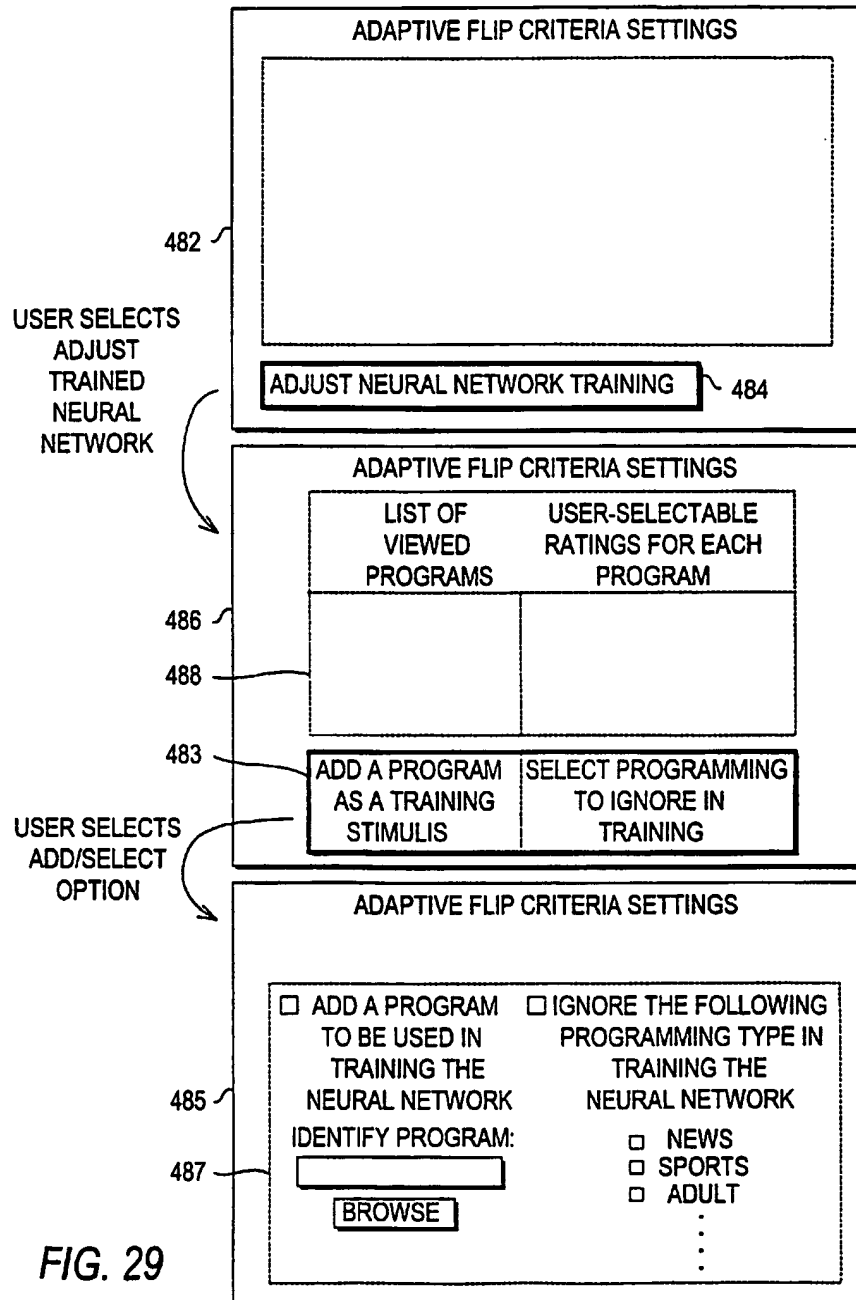 ADAPTIVE FLIP CRITERIA SETTINGS
482
USER SELECTS
ADJUST
TRAINED
NEURAL
NETWORK
ADJUST NEURAL NETWORK TRAINING
484
ADAPTIVE FLIP CRITERIA SETTINGS
LIST OF
VIEWED
PROGRAMS
USER-SELECTABLE
RATINGS FOR EACH
PROGRAM
486
488
483
ADD A PROGRAM
AS A TRAINING
STIMULIS
SELECT PROGRAMMING
TO IGNORE IN
TRAINING
USER SELECTS
ADD/SELECT
OPTION
ADAPTIVE FLIP CRITERIA SETTINGS
ADD A PROGRAM
TO BE USED IN
TRAINING THE
NEURAL NETWORK
IDENTIFY PROGRAM:
BROWSE
IGNORE THE FOLLOWING
PROGRAMMING TYPE IN
TRAINING THE
NEURAL NETWORK
NEWS
SPORTS
ADULT
485
487
FIG. 29